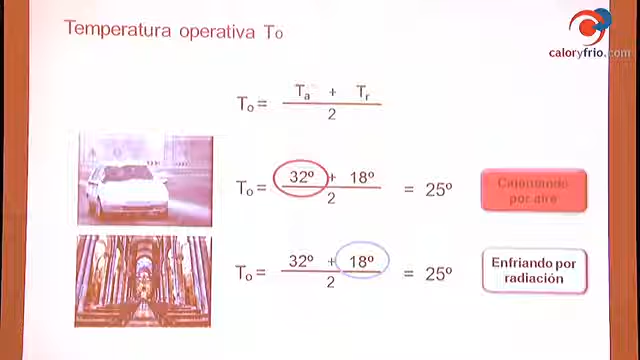 Temperatura operativa To
caloryfrio.com
To = Ta + Tr
2
To = 32º + 18º = 25º
2
Calentando
por aire
To = 32º + 18º = 25º
2
Enfriando por
radiación